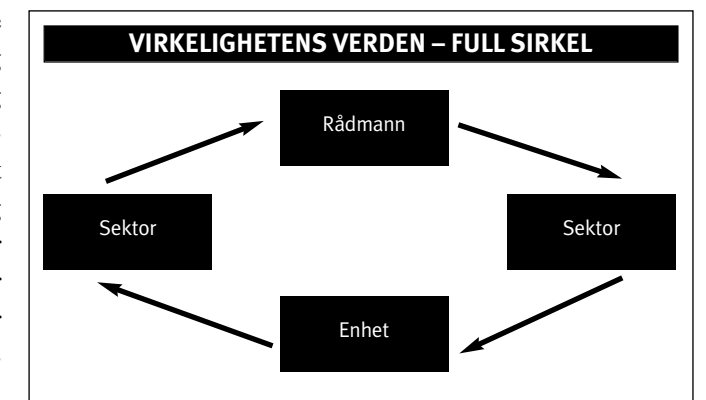 VIRKELIGHETENS VERDEN – FULL SIRKEL
Rådmann
Sektor
Sektor
Enhet